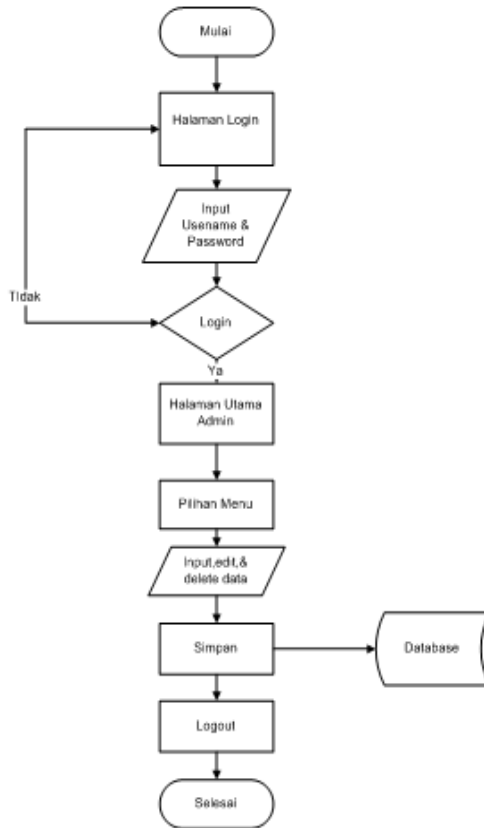 Mulai
Halaman Login
Input
Usename &
Password
Tidak
Login
Ya
Halaman Utama
Admin
Pilihan Menu
Input,edit,&
delete data
Simpan
Database
Logout
Selesai